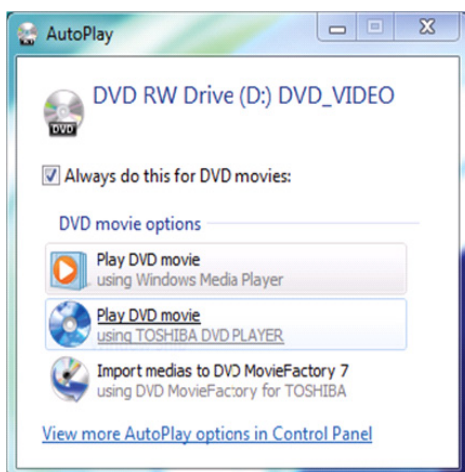 AutoPlay
DVD RW Drive (D:) DVD_VIDEO
DVD
Always do this for DVD movies:
DVD movie options
Play DVD movie
using Windows Media Player
Play DVD movie
using TOSHIBA DVD PLAYER
Import medias to DVD MovieFactory 7
using DVD MovieFactory for TOSHIBA
View more AutoPlay options in Control Panel